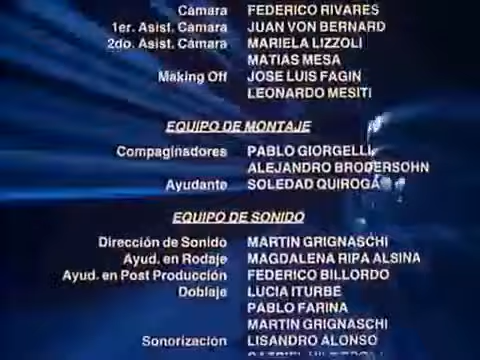 Cámara FEDERICO RIVARES
1er. Asist. Cámara JUAN VON BERNARD
2do. Asist. Cámara MARIELA LIZZOLI
MATIAS MESA
Making Off JOSE LUIS FAGIN
LEONARDO MESITI
EQUIPO DE MONTAJE
Compaginadores PABLO GIORGELLI
ALEJANDRO BRODERSOHN
Ayudante SOLEDAD QUIROGA
EQUIPO DE SONIDO
Dirección de Sonido MARTIN GRIGNASCHI
Ayud. en Rodaje MAGDALENA RIPA ALSINA
Ayud. en Post Producción FEDERICO BILLORDO
Doblaje LUCIA ITURBE
PABLO FARINA
MARTIN GRIGNASCHI
Sonorización LISANDRO ALONSO